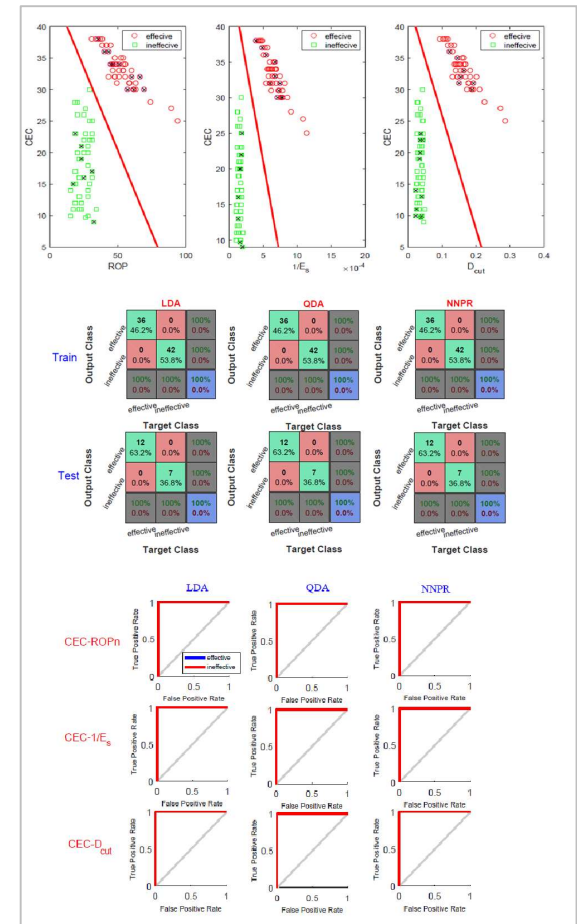 CEC
40
35
30
25
20
15
10
5
0
50
100
ROP
effecive
ineffecive
CEC
40
35
30
25
20
15
10
0
5
10
15
20
1/Es
×10-4
effecive
ineffecive
CEC
40
35
30
25
20
15
10
5
0
0.1
0.2
0.3
0.4
Dcut
effecive
ineffecive
LDA
QDA
NNPR
Train
Output Class
effective
ineffective
36
46.2%
0
0.0%
100%
0.0%
0
0.0%
42
53.8%
100%
0.0%
100%
0.0%
100%
0.0%
100%
0.0%
effective
ineffective
Target Class
Output Class
effective
ineffective
36
46.2%
0
0.0%
100%
0.0%
0
0.0%
42
53.8%
100%
0.0%
100%
0.0%
100%
0.0%
100%
0.0%
effective
ineffective
Target Class
Output Class
effective
ineffective
36
46.2%
0
0.0%
100%
0.0%
0
0.0%
42
53.8%
100%
0.0%
100%
0.0%
100%
0.0%
100%
0.0%
effective
ineffective
Target Class
Test
Output Class
effective
ineffective
12
63.2%
0
0.0%
100%
0.0%
0
0.0%
7
36.8%
100%
0.0%
100%
0.0%
100%
0.0%
100%
0.0%
effective
ineffective
Target Class
Output Class
effective
ineffective
12
63.2%
0
0.0%
100%
0.0%
0
0.0%
7
36.8%
100%
0.0%
100%
0.0%
100%
0.0%
100%
0.0%
effective
ineffective
Target Class
Output Class
effective
ineffective
12
63.2%
0
0.0%
100%
0.0%
0
0.0%
7
36.8%
100%
0.0%
100%
0.0%
100%
0.0%
100%
0.0%
effective
ineffective
Target Class
LDA
QDA
NNPR
CEC-ROPn
True Positive Rate
1
0.5
0
0
0.5
1
False Positive Rate
effective
ineffective
True Positive Rate
1
0.5
0
0
0.5
1
False Positive Rate
True Positive Rate
1
0.5
0
0
0.5
1
False Positive Rate
CEC-1/Es
True Positive Rate
1
0.5
0
0
0.5
1
False Positive Rate
True Positive Rate
1
0.5
0
0
0.5
1
False Positive Rate
True Positive Rate
1
0.5
0
0
0.5
1
False Positive Rate
CEC-Dcut
True Positive Rate
1
0.5
0
0
0.5
1
False Positive Rate
True Positive Rate
1
0.5
0
0
0.5
1
False Positive Rate
True Positive Rate
1
0.5
0
0
0.5
1
False Positive Rate